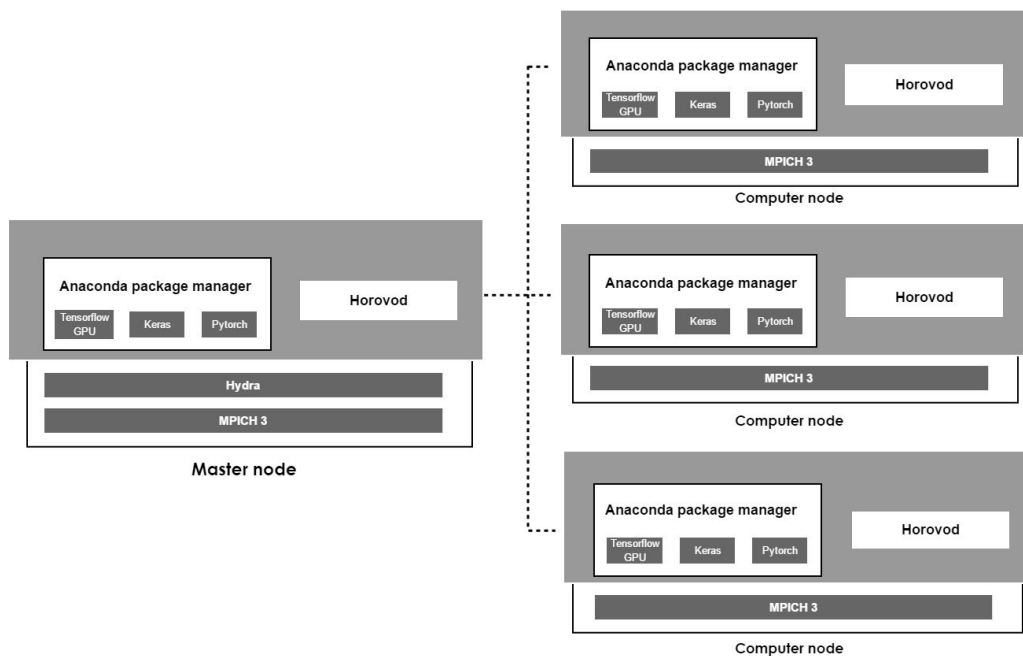 Anaconda package manager
Tensorflow
GPU
Keras
Pytorch
Horovod
MPICH 3
Computer node
Anaconda package manager
Tensorflow
GPU
Keras
Pytorch
Horovod
Hydra
MPICH 3
Master node
Anaconda package manager
Tensorflow
GPU
Keras
Pytorch
Horovod
MPICH 3
Computer node
Anaconda package manager
Tensorflow
GPU
Keras
Pytorch
Horovod
MPICH 3
Computer node